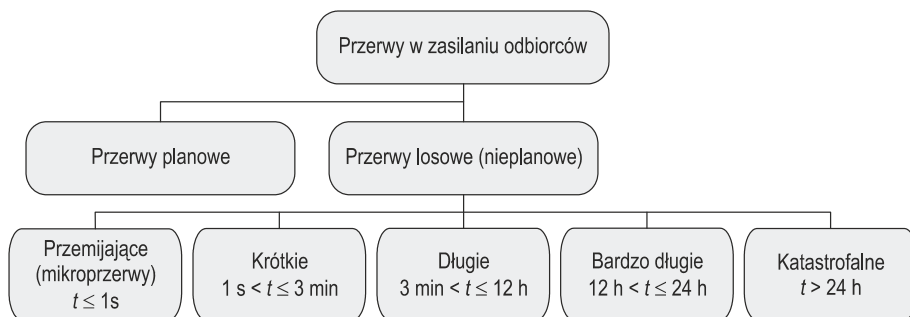 Przerwy w zasilaniu odbiorców
Przerwy planowe
Przerwy losowe (nieplanowe)
Przemijające
(mikroprzerwy)
t ≤ 1s
Krótkie
1 s < t ≤ 3 min
Długie
3 min < t ≤ 12 h
Bardzo długie
12 h < t ≤ 24 h
Katastrofalne
t > 24 h